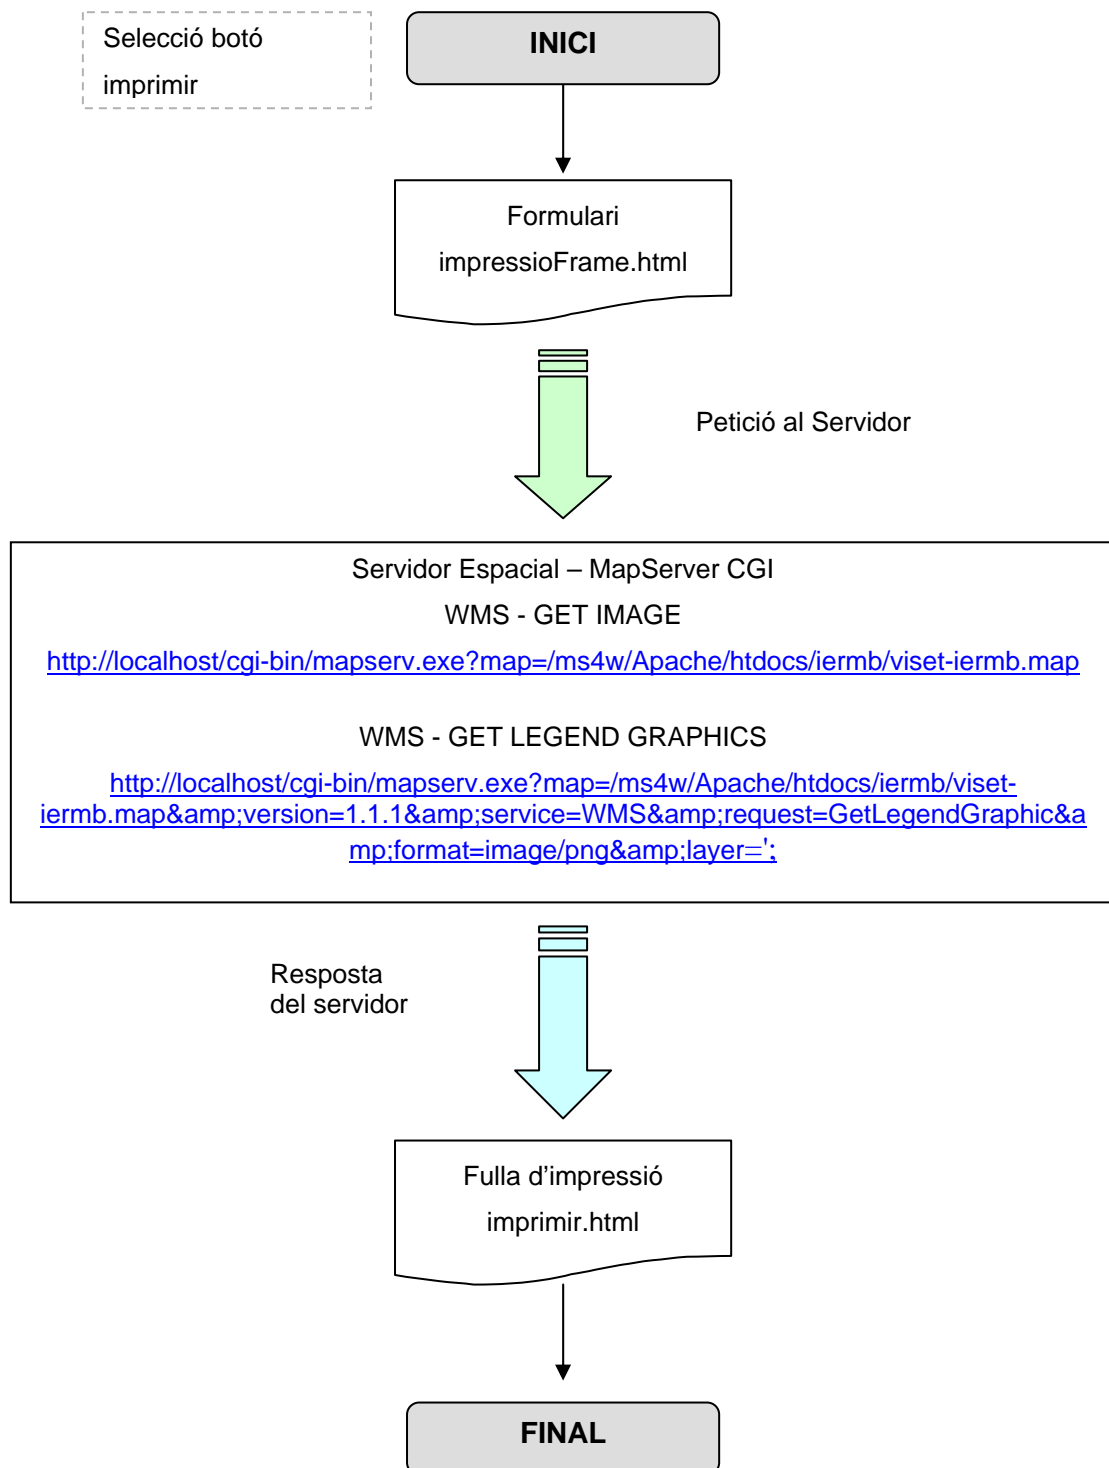 Selecció botó
imprimir
INICI
Formulari
impressioFrame.html
Petició al Servidor
Servidor Espacial – MapServer CGI
WMS - GET IMAGE
http://localhost/cgi-bin/mapserv.exe?map=/ms4w/Apache/htdocs/iermb/viset-iermb.map
WMS - GET LEGEND GRAPHICS
http://localhost/cgi-bin/mapserv.exe?map=/ms4w/Apache/htdocs/iermb/viset-
iermb.map&amp;version=1.1.1&amp;service=WMS&amp;request=GetLegendGraphic&a
mp;format=image/png&amp;layer=';
Resposta
del servidor
Fulla d’impressió
imprimir.html
FINAL